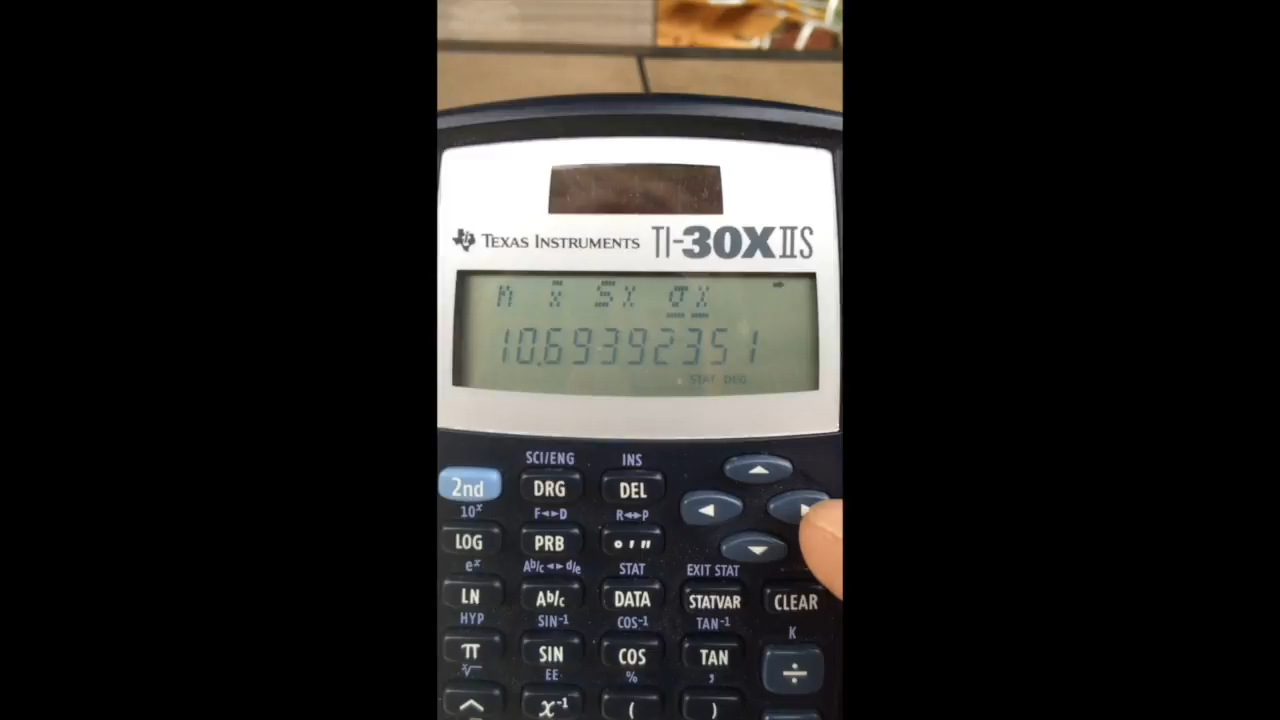 TEXAS INSTRUMENTS TI-30X IIS
n x̄ Sx σx
10.69392351
STAT DEG
SCI/ENG INS
2nd DRG DEL
10ˣ F◄►D R◄►P
LOG PRB ° ' "
eˣ Ab/c◄►d/e STAT EXIT STAT
LN Ab/c DATA STATVAR CLEAR
HYP SIN⁻¹ COS⁻¹ TAN⁻¹ K
π SIN COS TAN ÷
ˣ√ EE % ,
^ x⁻¹ ( )